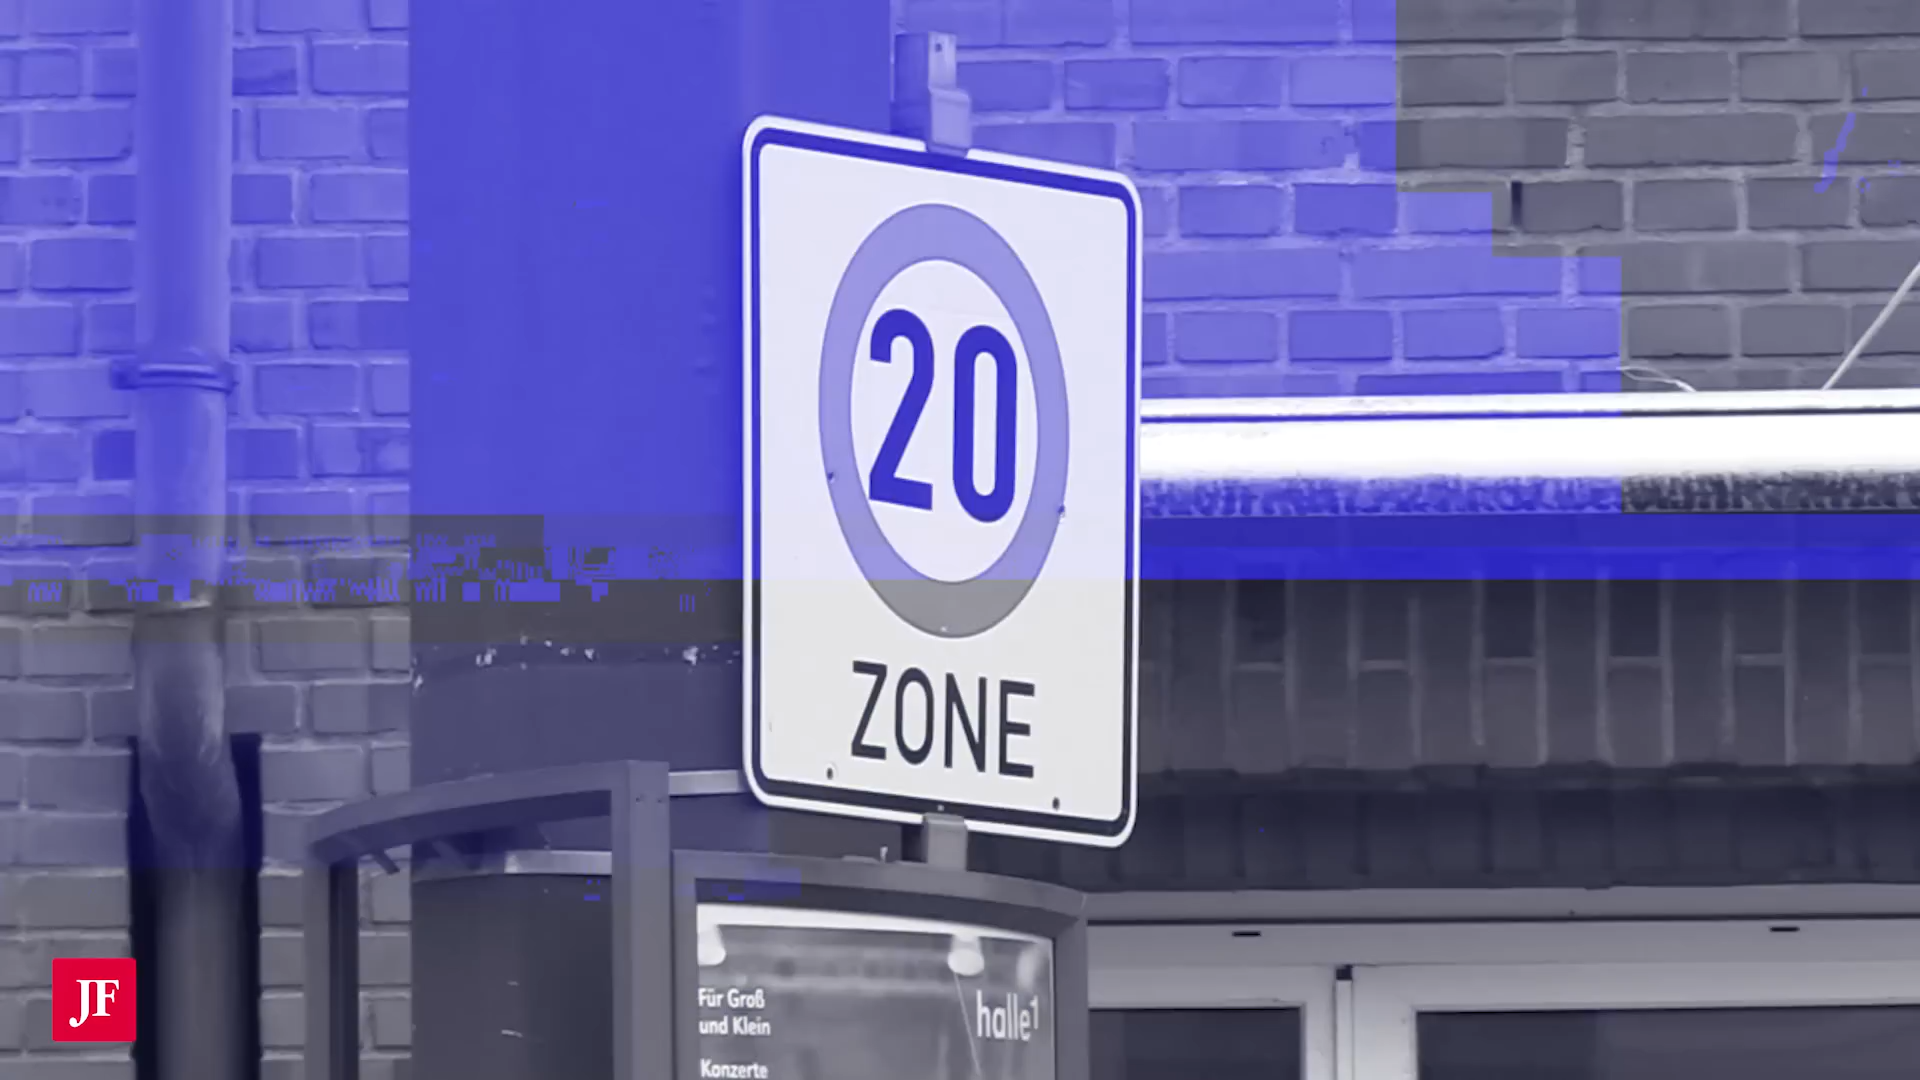 20
ZONE
Für Groß
und Klein
Konzerte
halle¹
JF